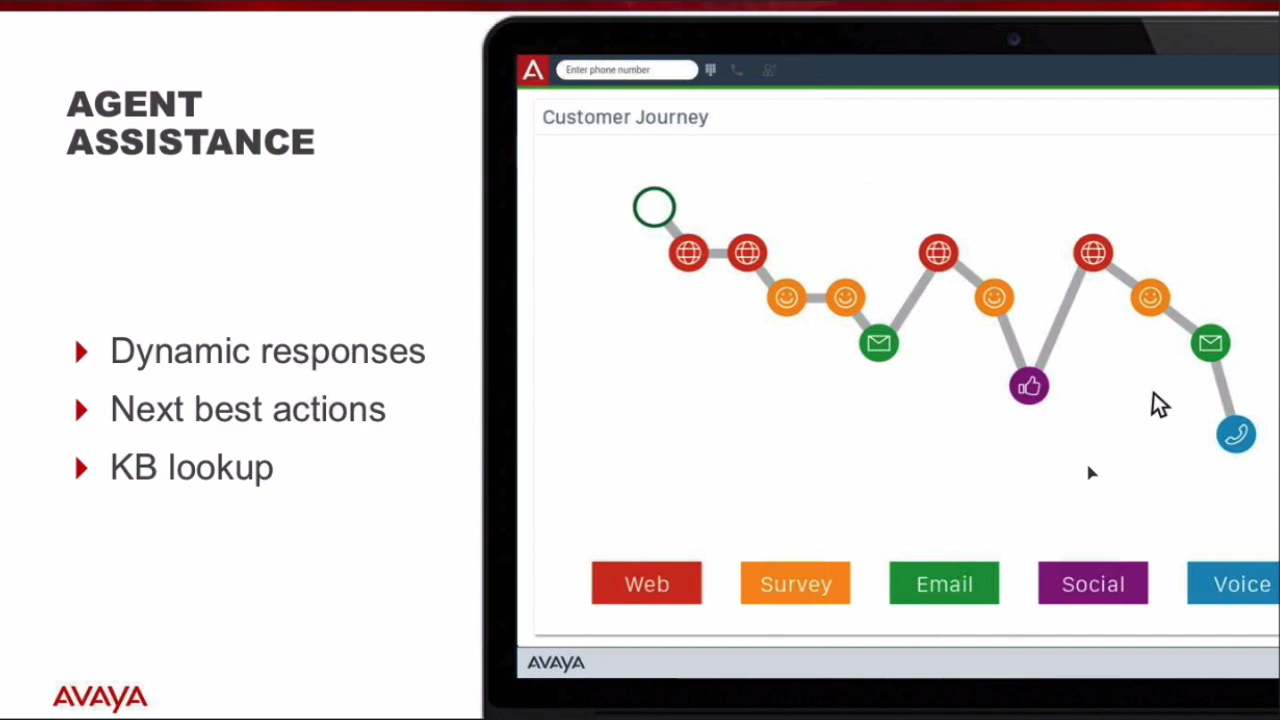 AGENT
ASSISTANCE
Dynamic responses
Next best actions
KB lookup
AVAYA
Enter phone number
Customer Journey
Web
Survey
Email
Social
Voice
AVAYA